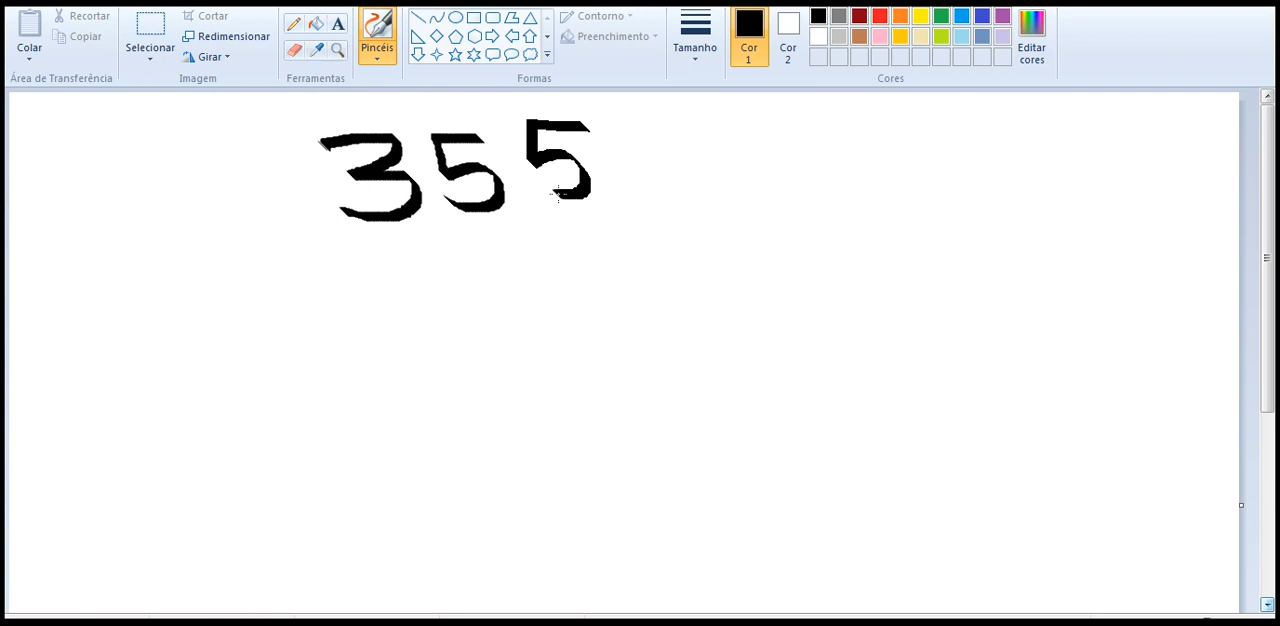 Colar
Recortar
Copiar
Área de Transferência
Selecionar
Cortar
Redimensionar
Girar
Imagem
A
Ferramentas
Pincéis
Formas
Contorno
Preenchimento
Tamanho
Cor 1
Cor 2
Editar cores
Cores
355